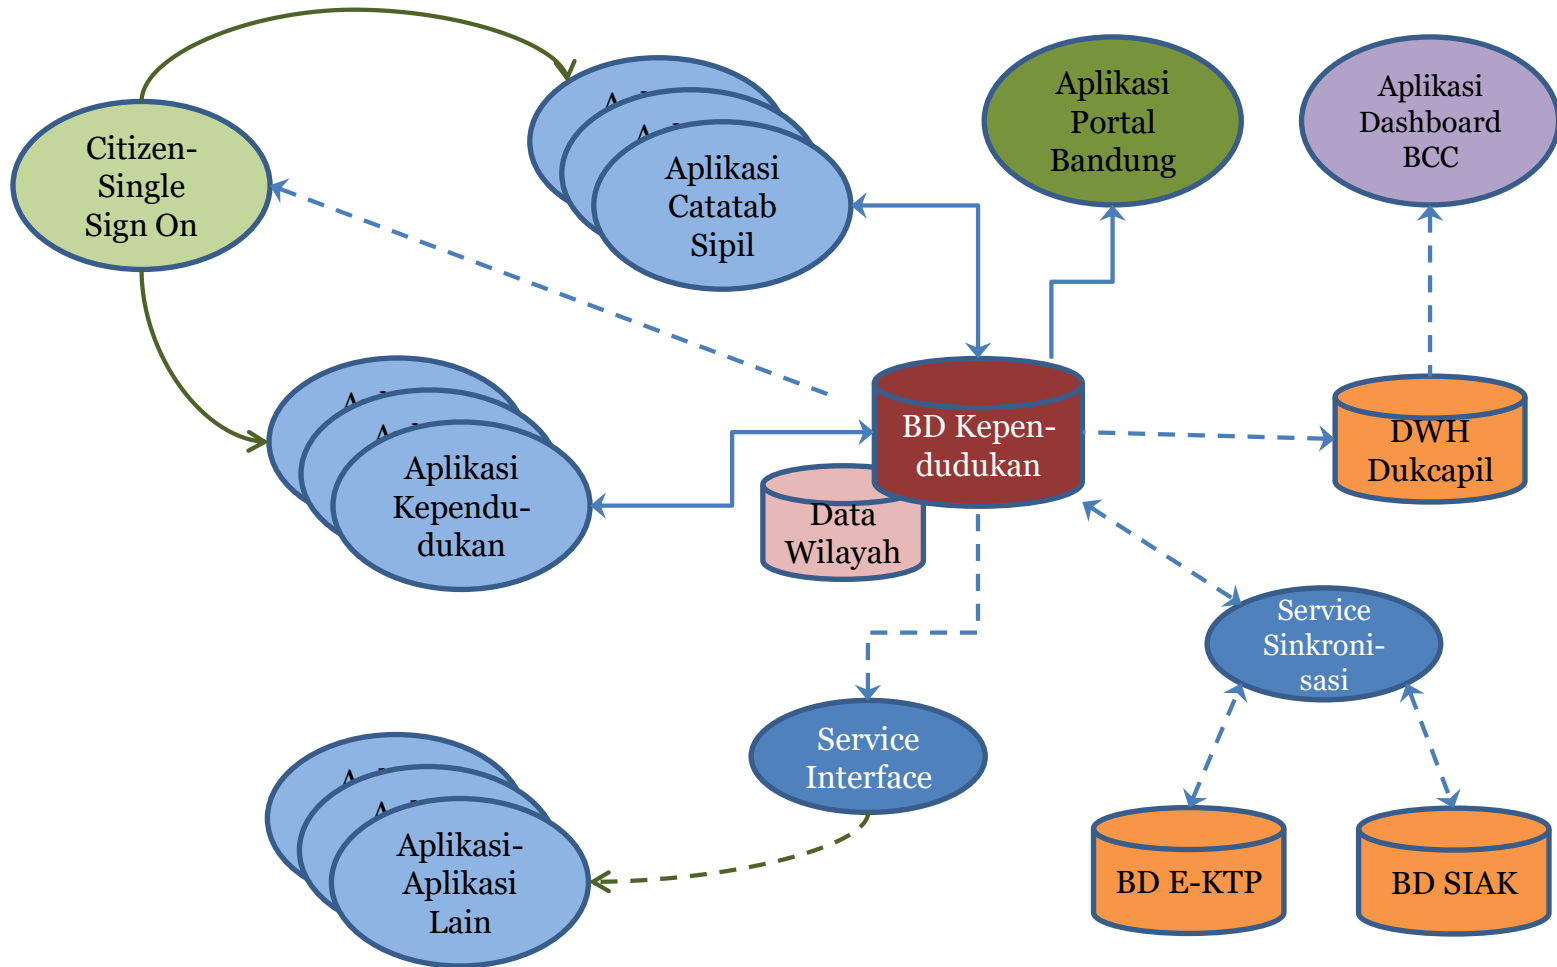 Citizen-
Single
Sign On
Aplikasi
Catatab
Sipil
Aplikasi
Portal
Bandung
Aplikasi
Dashboard
BCC
Aplikasi
Kependu-
dukan
BD Kepen-
dudukan
Data
Wilayah
DWH
Dukcapil
Service
Sinkroni-
sasi
Service
Interface
Aplikasi-
Aplikasi
Lain
BD E-KTP
BD SIAK